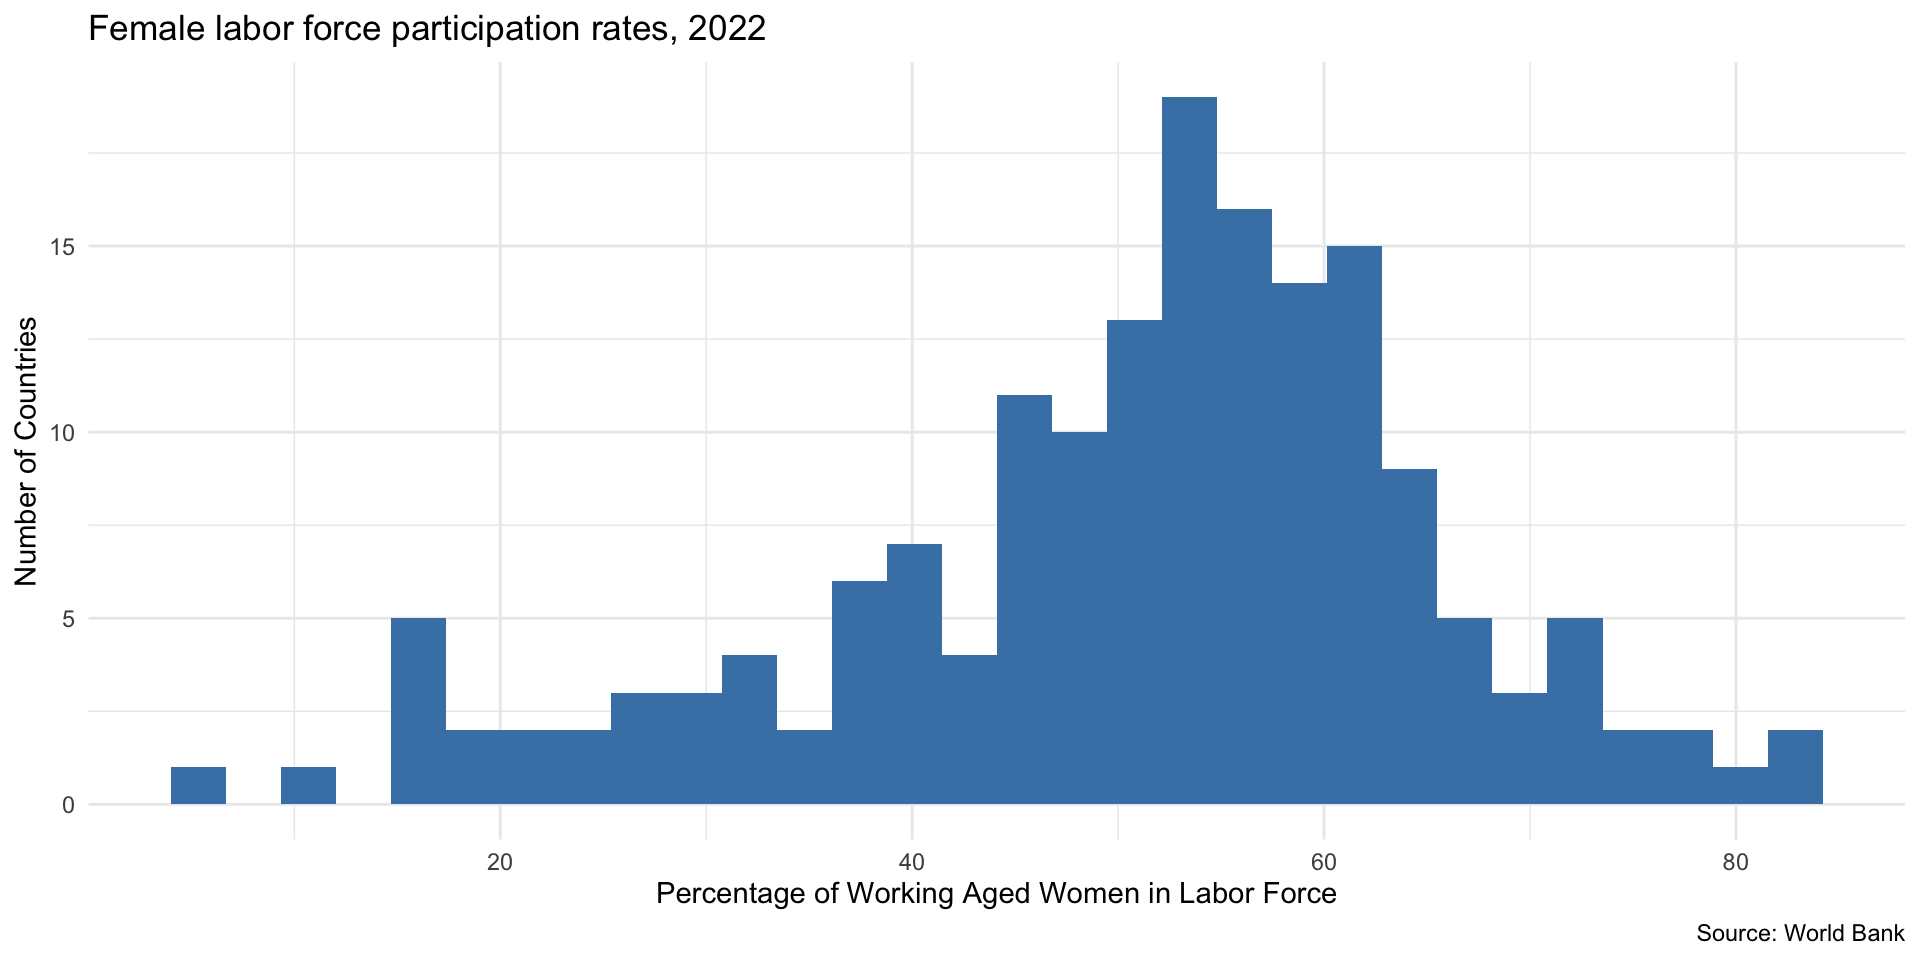 Female labor force participation rates, 2022
Number of Countries
15
10
5
0
20 40 60 80
Percentage of Working Aged Women in Labor Force
Source: World Bank